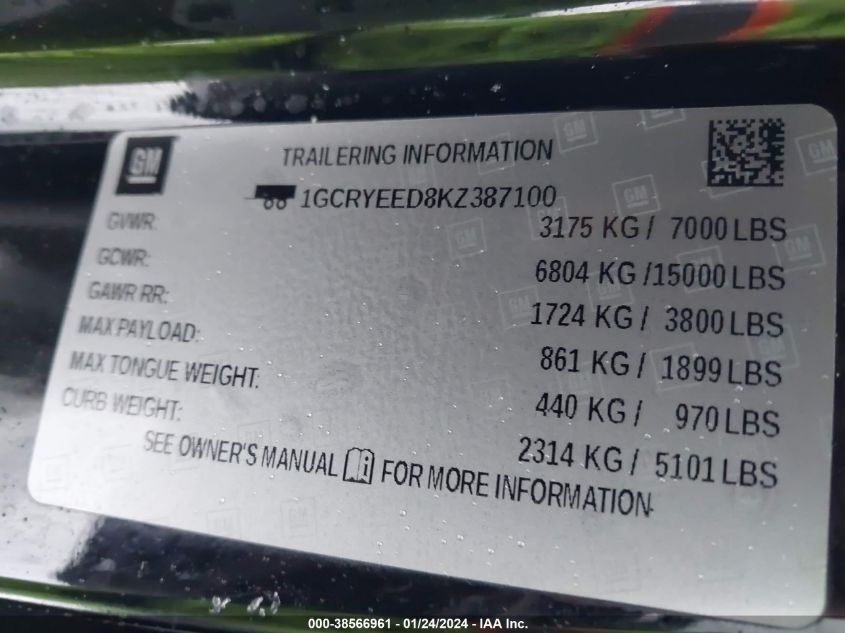 GM
TRAILERING INFORMATION
1GCRYEED8KZ387100
GVWR: 3175 KG / 7000 LBS
GCWR: 6804 KG /15000 LBS
GAWR RR: 1724 KG / 3800 LBS
MAX PAYLOAD: 861 KG / 1899 LBS
MAX TONGUE WEIGHT: 440 KG / 970 LBS
CURB WEIGHT: 2314 KG / 5101 LBS
SEE OWNER'S MANUAL FOR MORE INFORMATION
000-38566961 - 01/24/2024 - IAA Inc.